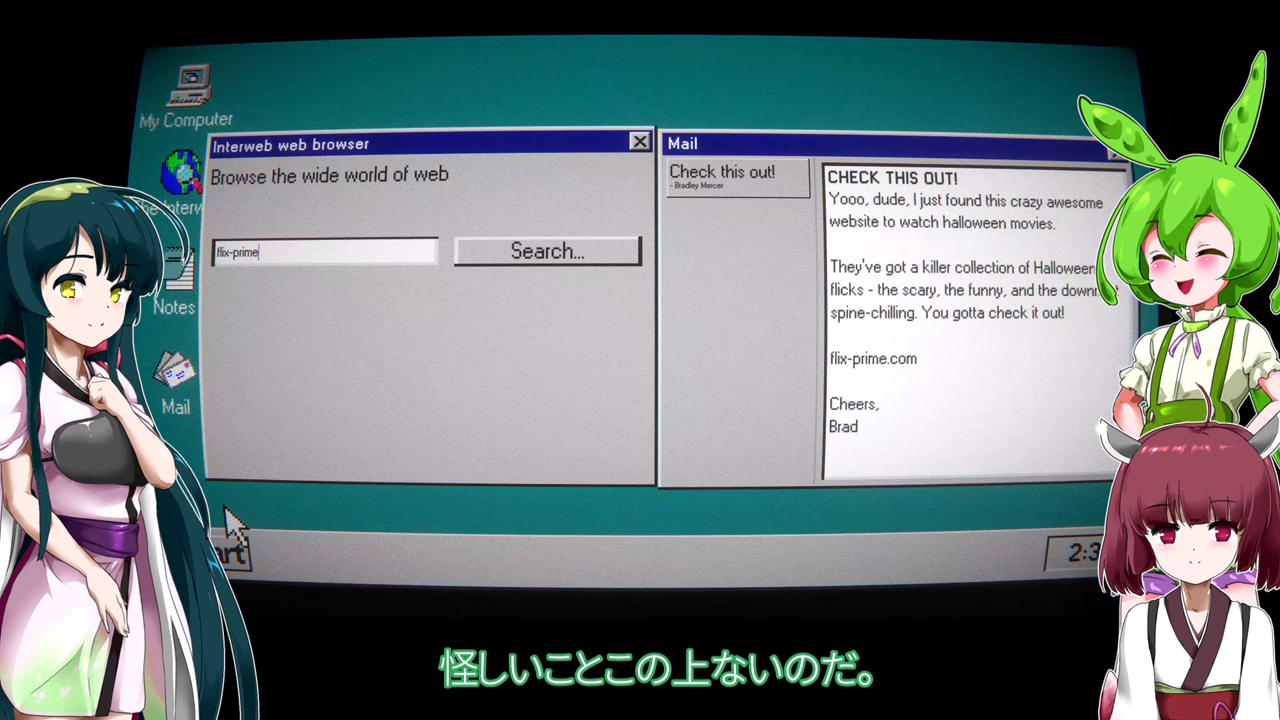 My Computer
Interweb web browser
Browse the wide world of web
flix-prime
Search...
Notes
Mail
Mail
Check this out!
- Bradley Mercer
CHECK THIS OUT!
Yooo, dude, I just found this crazy awesome
website to watch halloween movies.
They've got a killer collection of Halloween
flicks - the scary, the funny, and the
spine-chilling. You gotta check it out!
flix-prime.com
Cheers,
Brad
怪しいことこの上ないのだ。